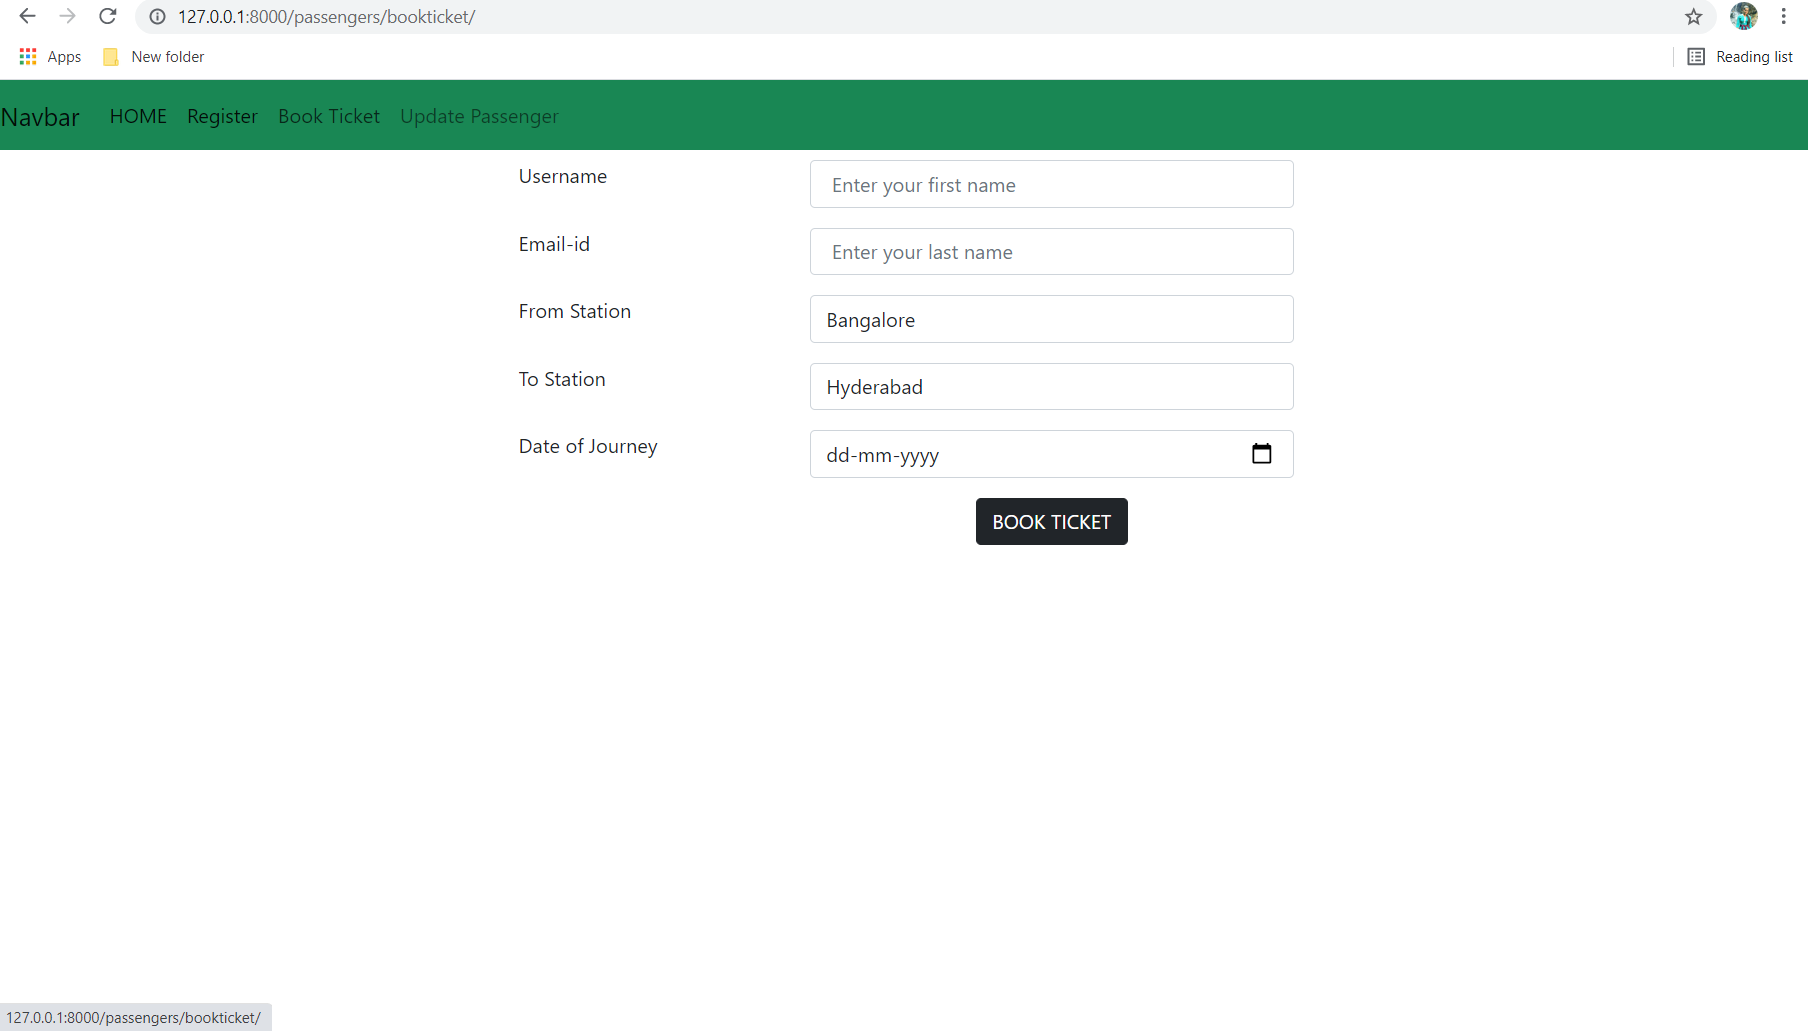 127.0.0.1:8000/passengers/bookticket/
Apps New folder Reading list
Navbar HOME Register Book Ticket Update Passenger
Username Enter your first name
Email-id Enter your last name
From Station Bangalore
To Station Hyderabad
Date of Journey dd-mm-yyyy
BOOK TICKET
127.0.0.1:8000/passengers/bookticket/